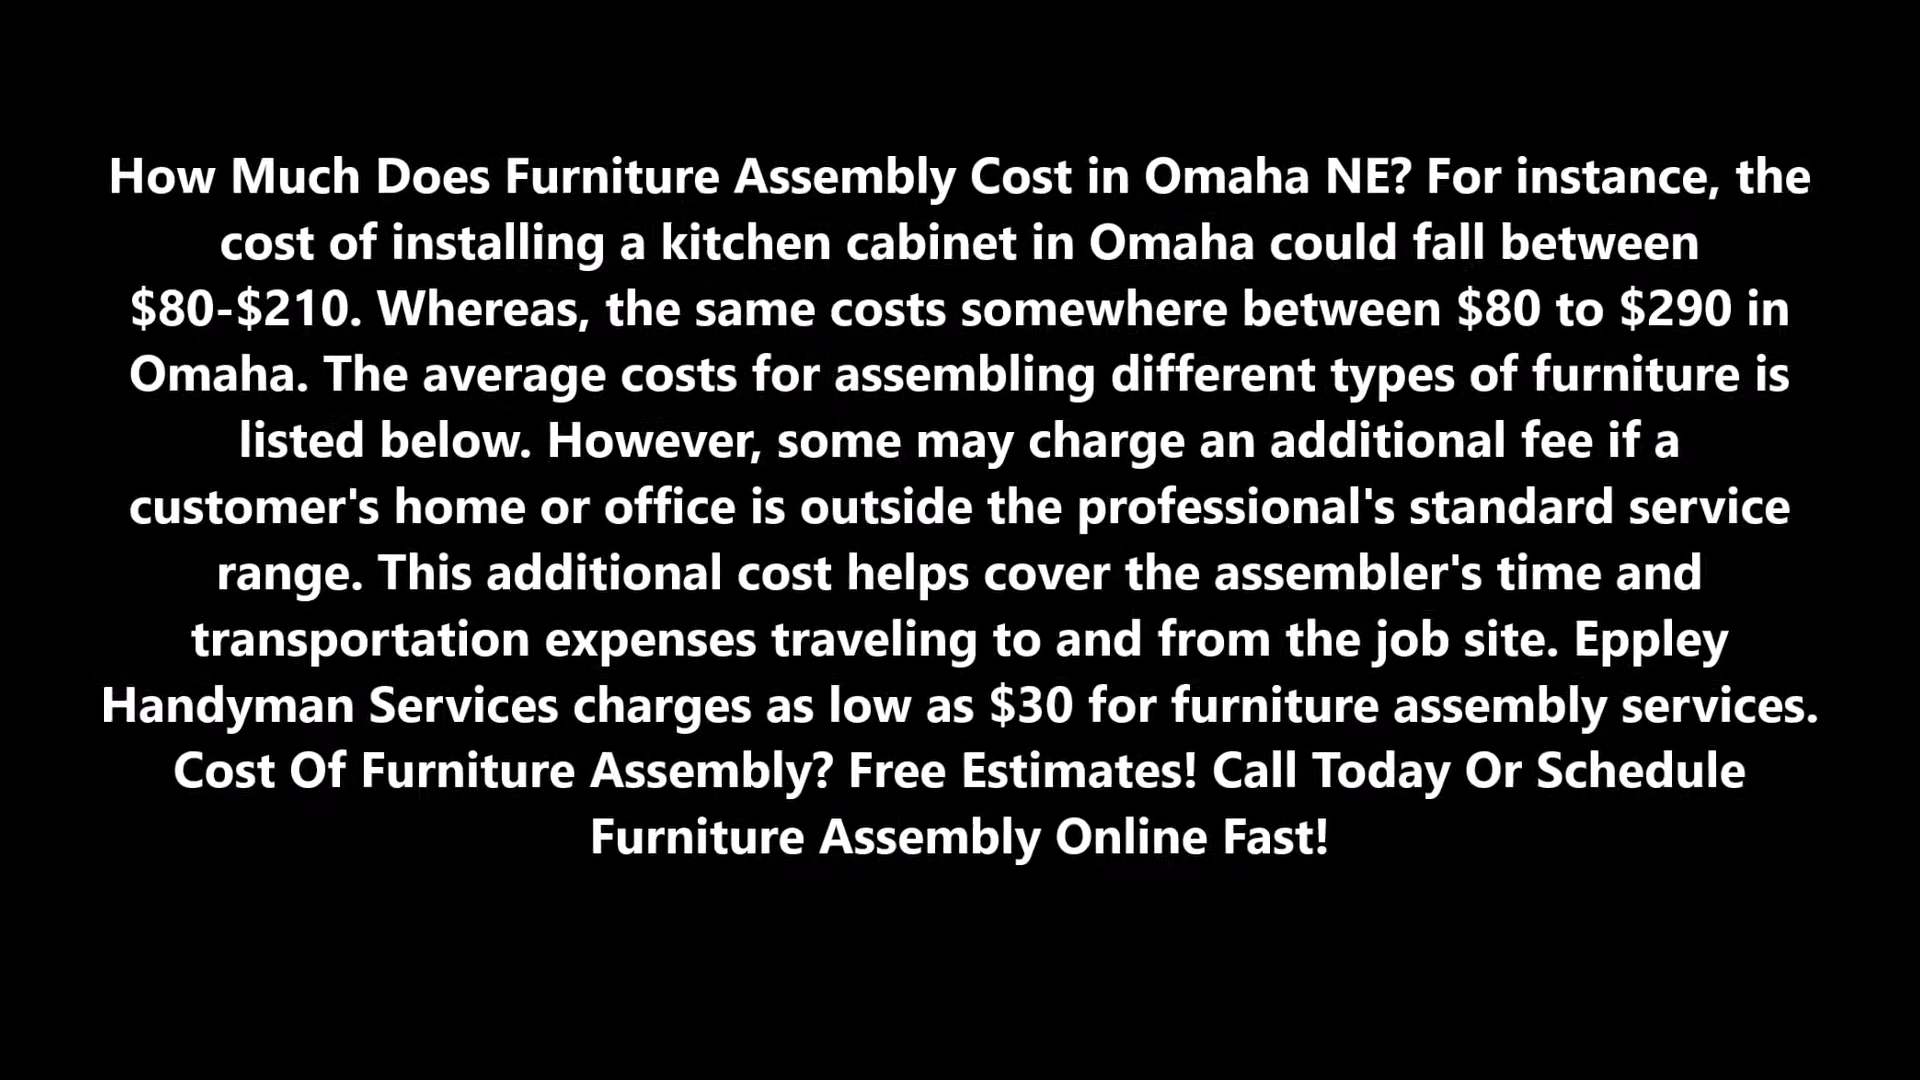 How Much Does Furniture Assembly Cost in Omaha NE? For instance, the
cost of installing a kitchen cabinet in Omaha could fall between
$80-$210. Whereas, the same costs somewhere between $80 to $290 in
Omaha. The average costs for assembling different types of furniture is
listed below. However, some may charge an additional fee if a
customer's home or office is outside the professional's standard service
range. This additional cost helps cover the assembler's time and
transportation expenses traveling to and from the job site. Eppley
Handyman Services charges as low as $30 for furniture assembly services.
Cost Of Furniture Assembly? Free Estimates! Call Today Or Schedule
Furniture Assembly Online Fast!